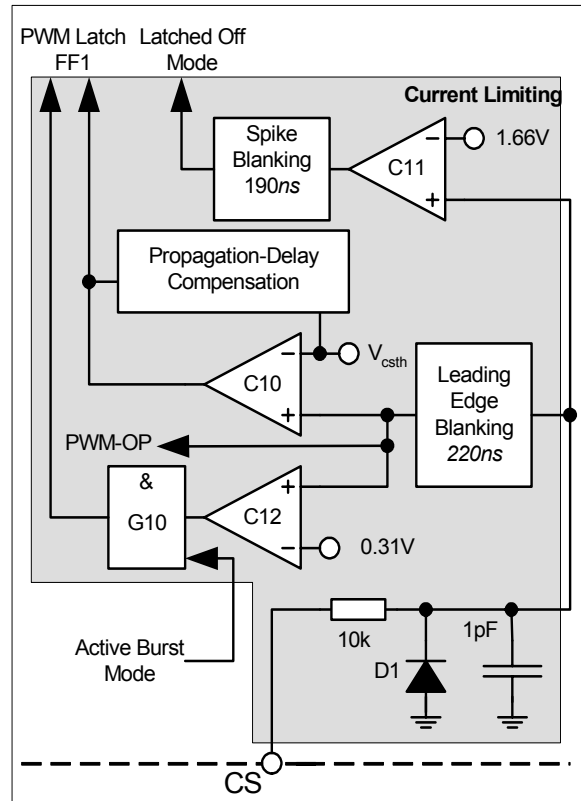 PWM Latch
FF1
Latched Off
Mode
Current Limiting
Spike
Blanking
190ns
C11
1.66V
Propagation-Delay
Compensation
C10
Vcsth
Leading
Edge
Blanking
220ns
PWM-OP
&
G10
C12
0.31V
Active Burst
Mode
10k
D1
1pF
CS